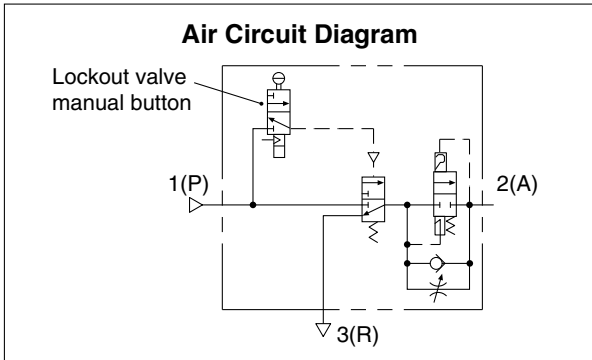 Air Circuit Diagram
Lockout valve
manual button
1(P)
2(A)
3(R)